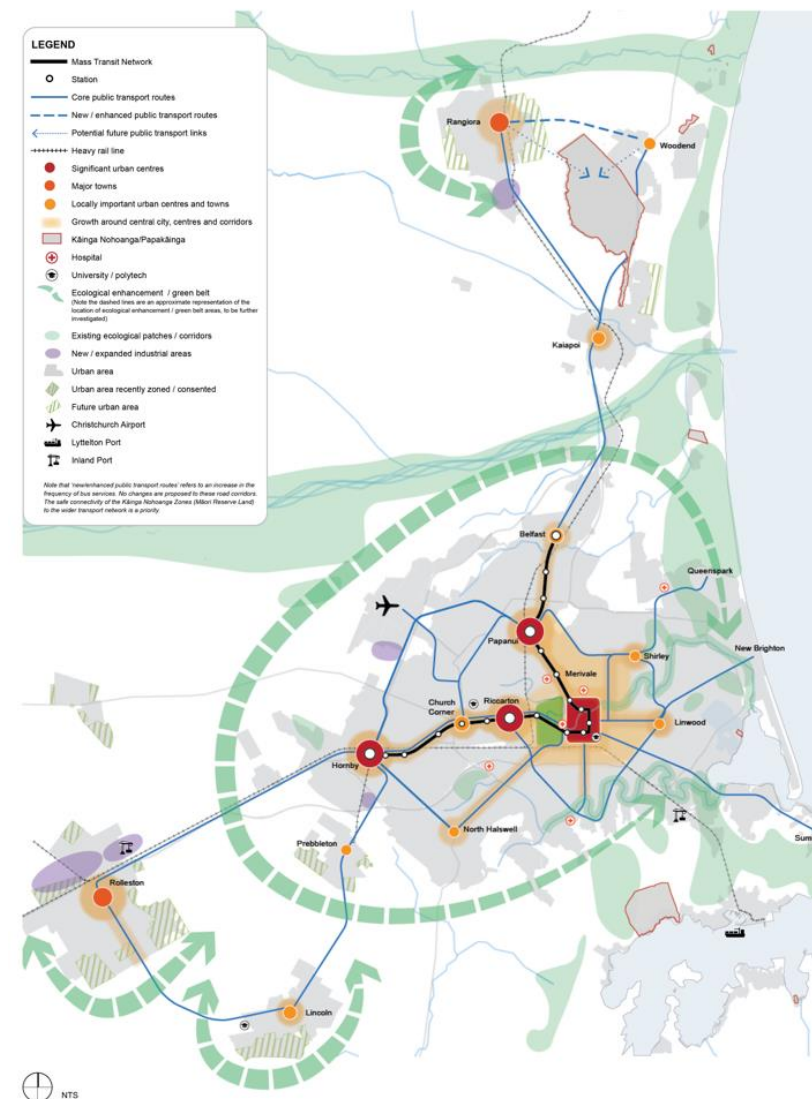 LEGEND
Mass Transit Network
Station
Core public transport routes
New / enhanced public transport routes
Potential future public transport links
Heavy rail line
Significant urban centres
Major towns
Locally important urban centres and towns
Growth around central city, centres and corridors
Kāinga Nohoanga/Papakāinga
Hospital
University / polytech
Ecological enhancement / green belt
(Note the dashed lines are an approximate representation of the
location of ecological enhancement / green belt areas, to be further
investigated)
Existing ecological patches / corridors
New / expanded industrial areas
Urban area
Urban area recently zoned / consented
Future urban area
Christchurch Airport
Lyttelton Port
Inland Port
Note that 'new/enhanced public transport routes' refers to an increase in the
frequency of bus services. No changes are proposed to these road corridors.
The safe connectivity of the Kāinga Nohoanga Zones (Māori Reserve Land)
to the wider transport network is a priority.
Rangiora
Woodend
Kaiapoi
Belfast
Queenspark
Papanui
New Brighton
Shirley
Merivale
Church
Corner
Riccarton
Linwood
Hornby
North Halswell
Sum
Prebbleton
Rolleston
Lincoln
NTS